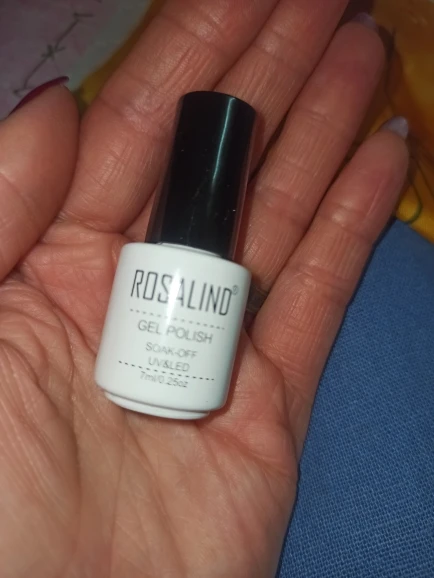 ROSALIND®
GEL POLISH
SOAK-OFF
UV&LED
7ml/0.25oz